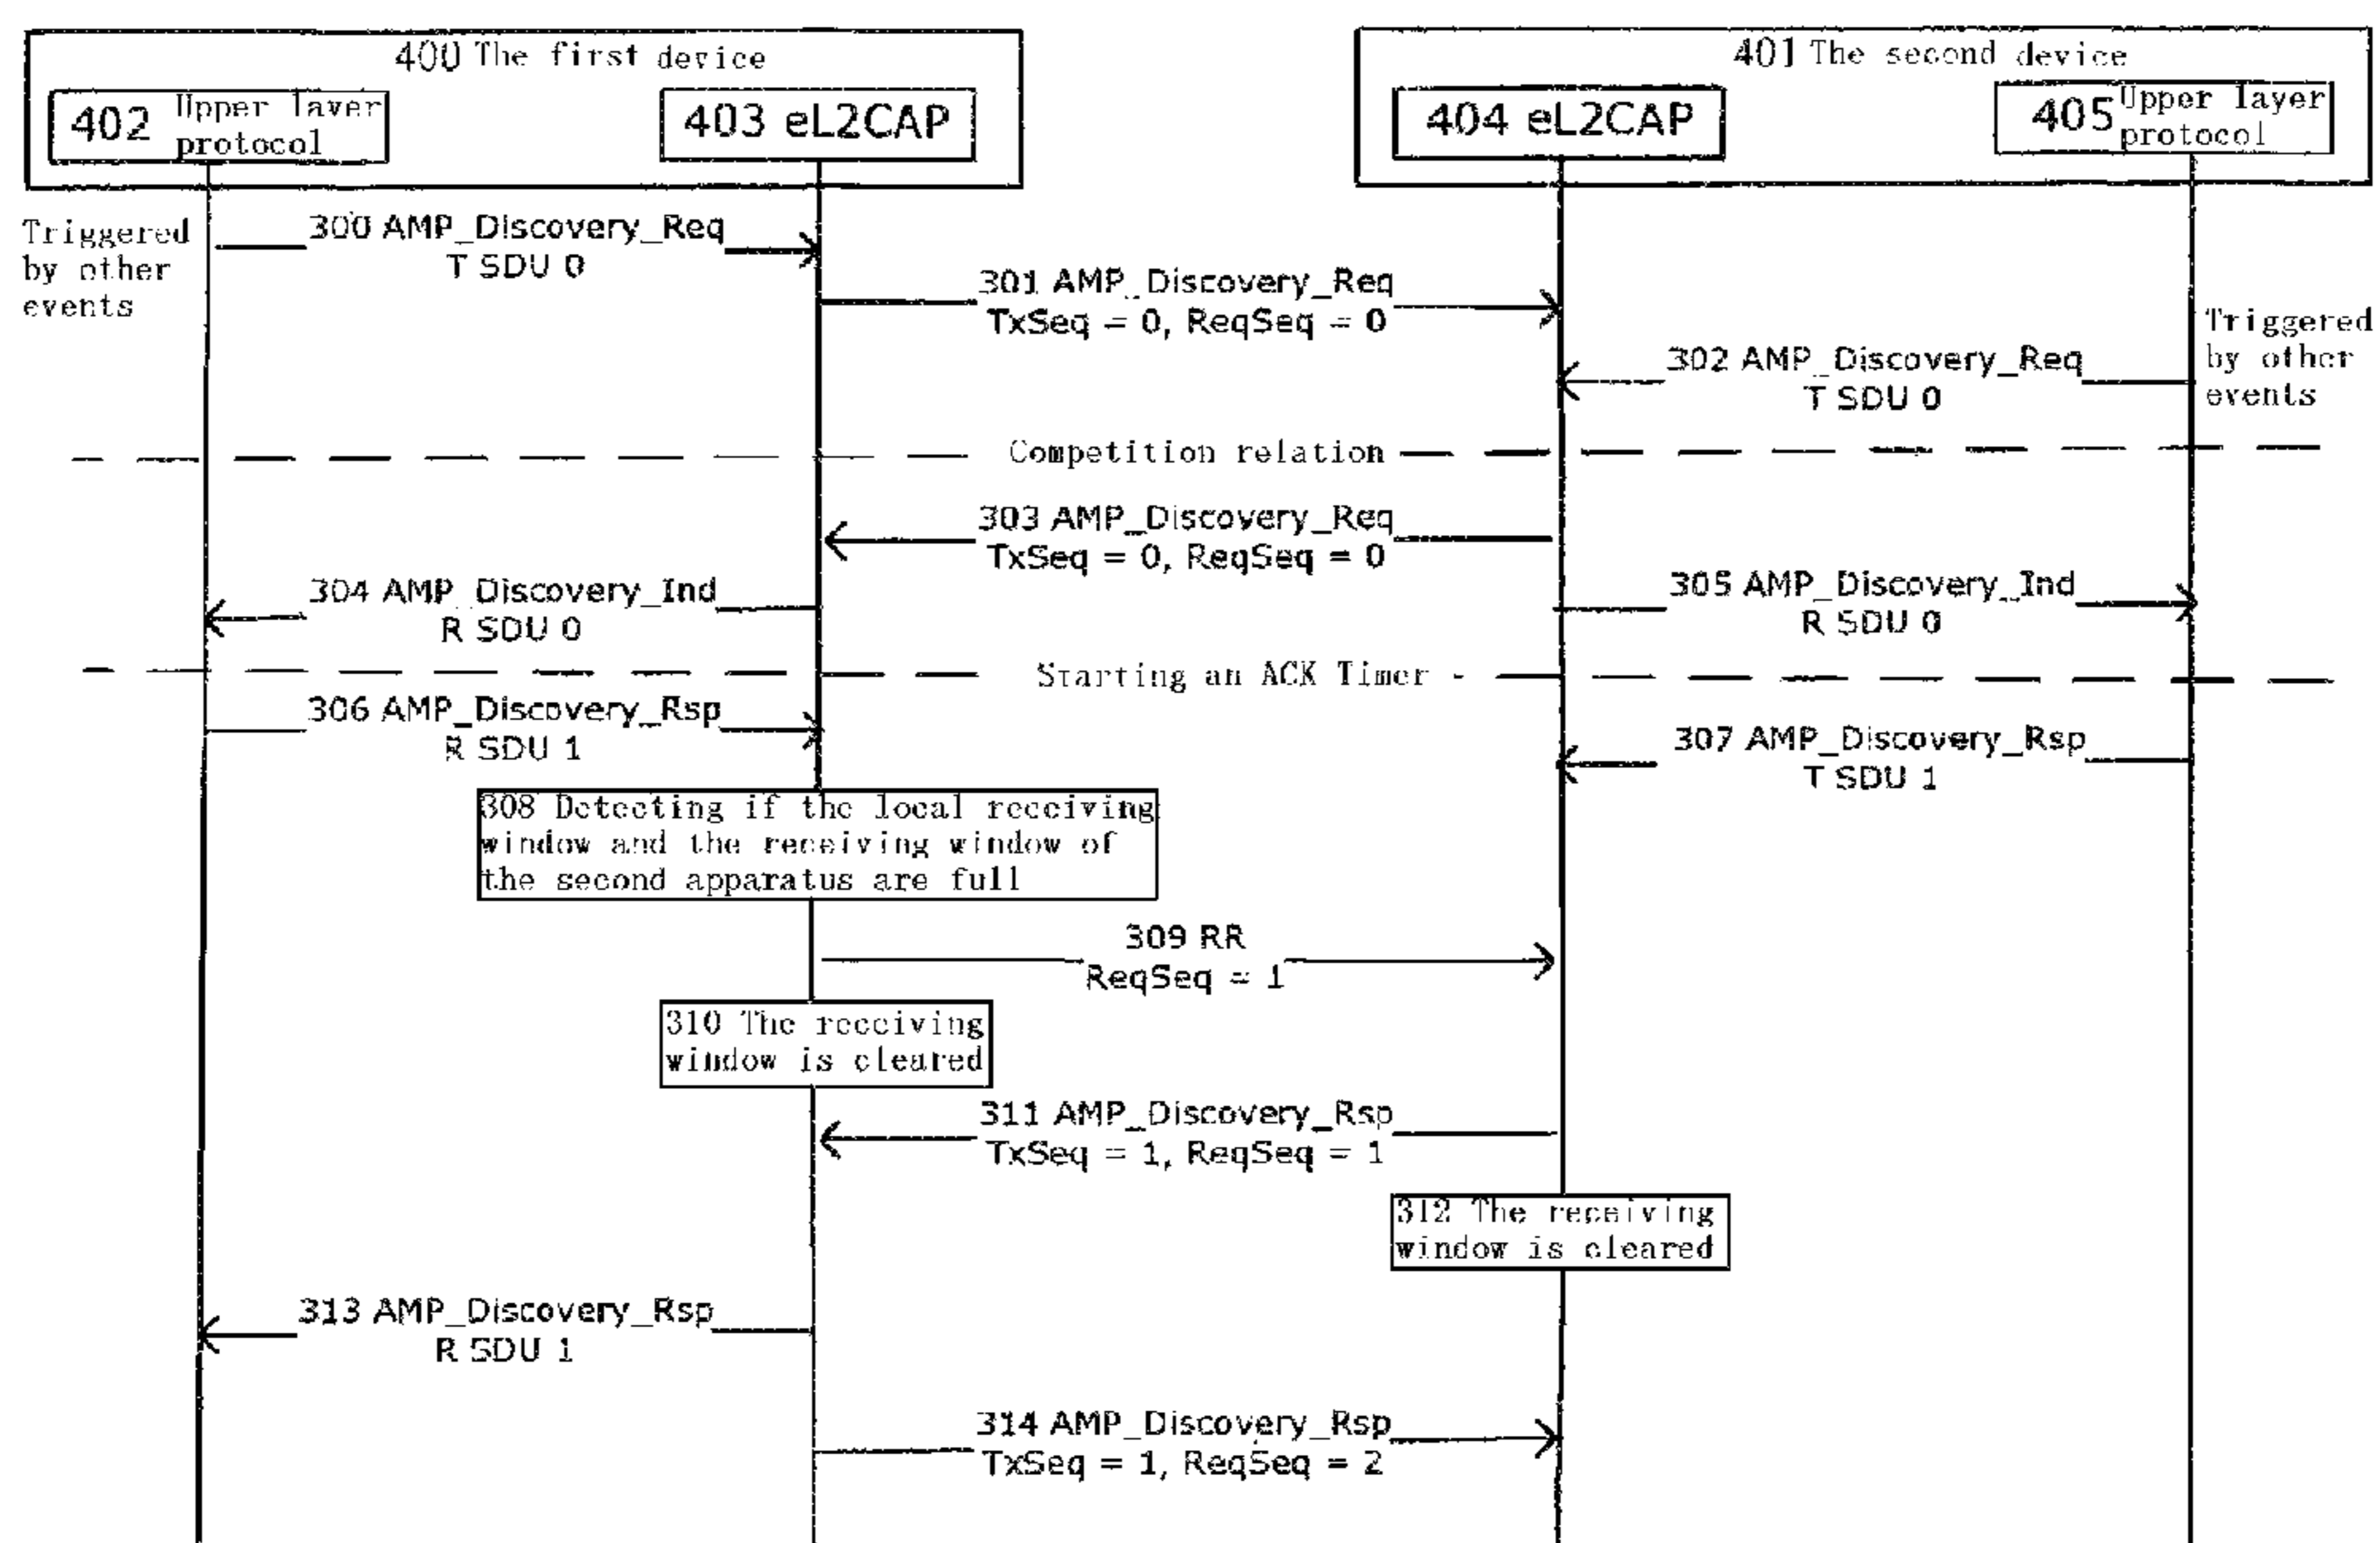 400 The first device
401 The second device
402 Upper layer
protocol
403 eL2CAP
404 eL2CAP
405 Upper layer
protocol
Triggered
by other
events
300 AMP_Discovery_Req
T SDU 0
301 AMP_Discovery_Req
TxSeq = 0, ReqSeq = 0
Triggered
by other
events
302 AMP_Discovery_Req
T SDU 0
Competition relation
303 AMP_Discovery_Req
TxSeq = 0, ReqSeq = 0
304 AMP_Discovery_Ind
R SDU 0
305 AMP_Discovery_Ind
R SDU 0
Starting an ACK Timer
306 AMP_Discovery_Rsp
R SDU 1
307 AMP_Discovery_Rsp
T SDU 1
308 Detecting if the local receiving
window and the receiving window of
the second apparatus are full
309 RR
ReqSeq = 1
310 The receiving
window is cleared
311 AMP_Discovery_Rsp
TxSeq = 1, ReqSeq = 1
312 The receiving
window is cleared
313 AMP_Discovery_Rsp
R SDU 1
314 AMP_Discovery_Rsp
TxSeq = 1, ReqSeq = 2